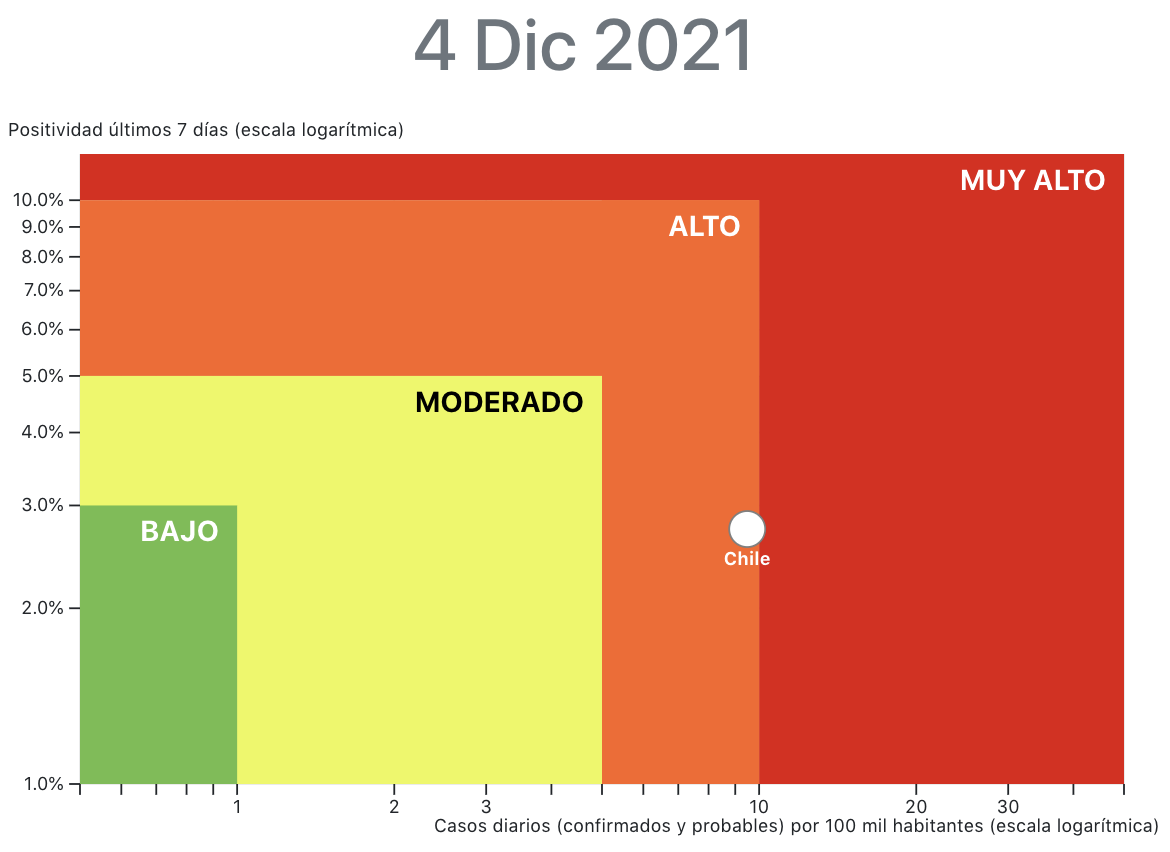 4 Dic 2021
Positividad últimos 7 días (escala logarítmica)
MUY ALTO
10.0%
ALTO
9.0%
8.0%
7.0%
6.0%
5.0%
MODERADO
4.0%
3.0%
BAJO
Chile
2.0%
1.0%
1 2 3 10 20 30
Casos diarios (confirmados y probables) por 100 mil habitantes (escala logarítmica)